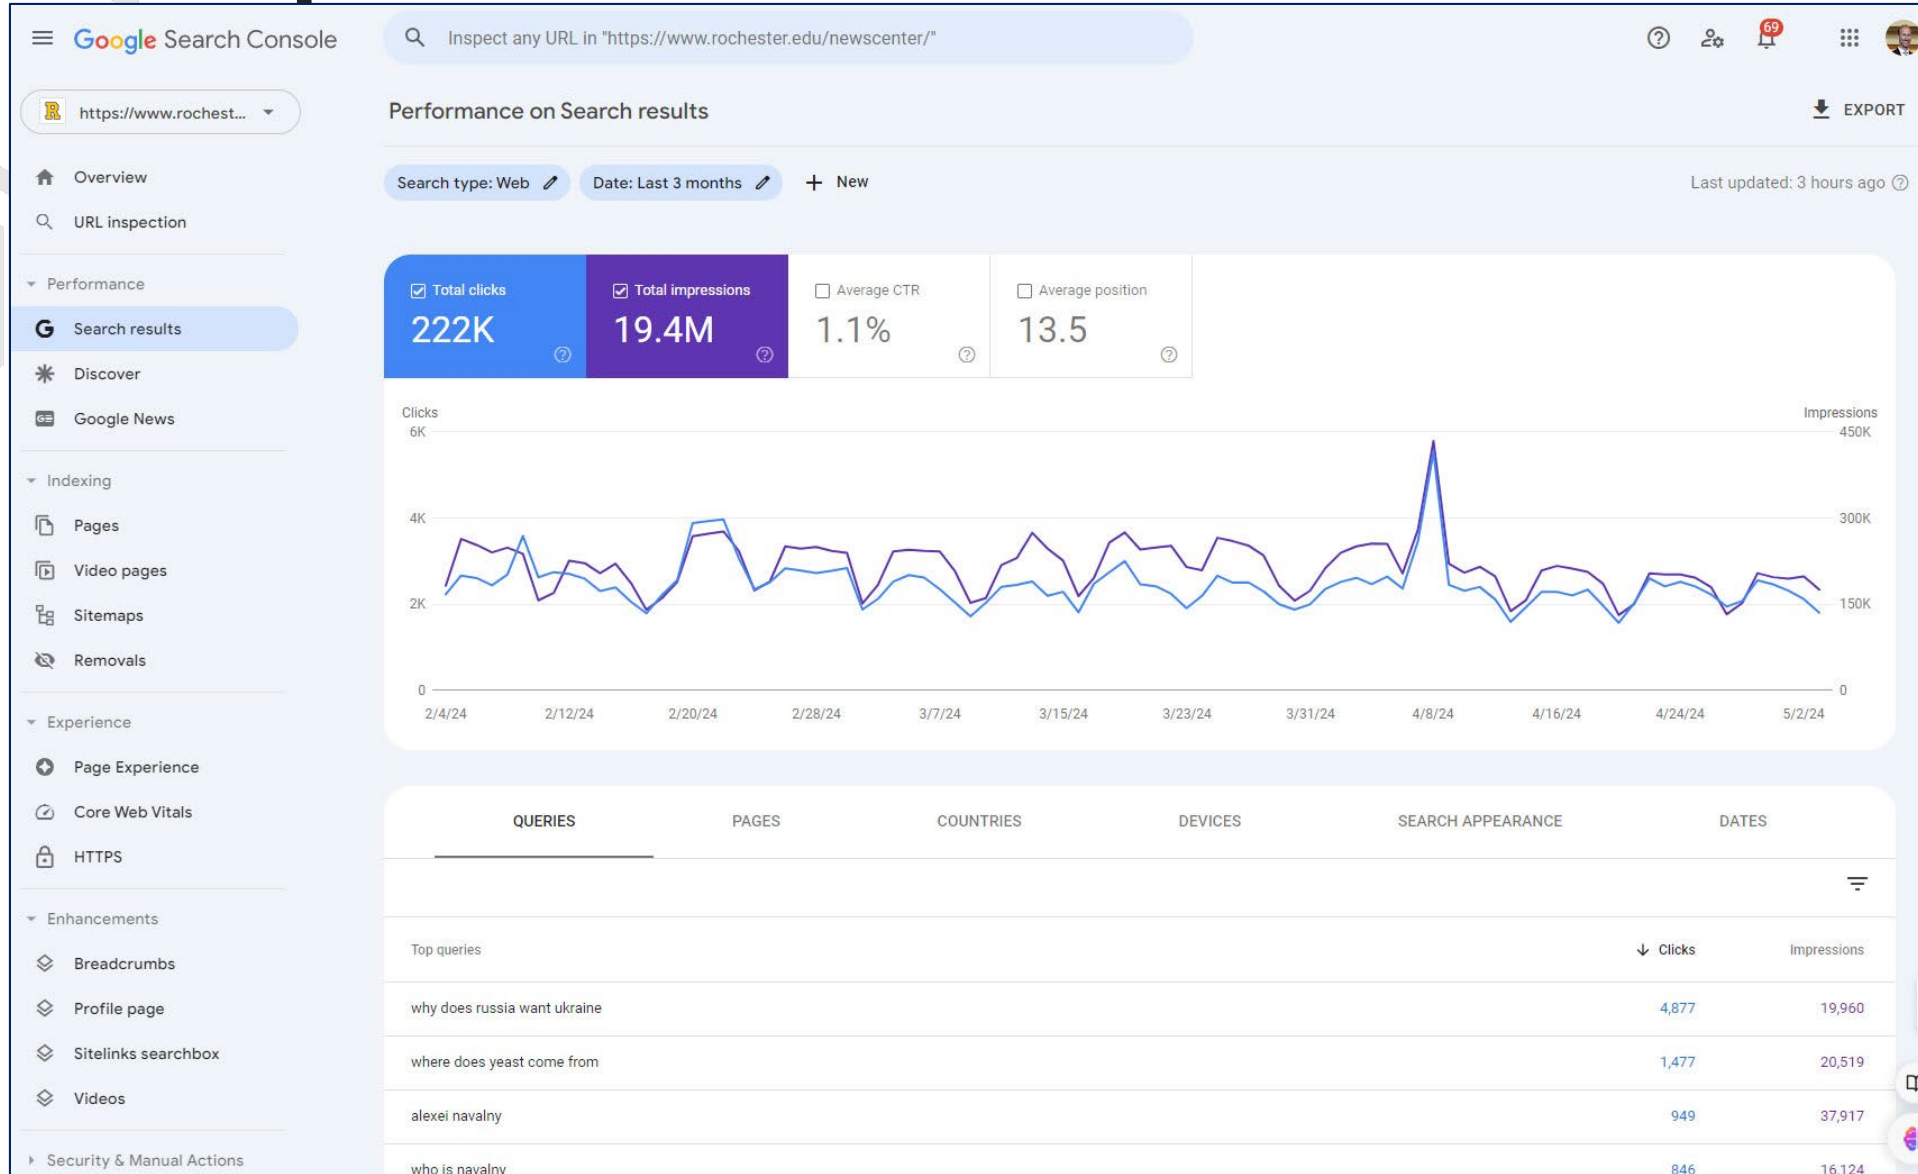 Google Search Console
Inspect any URL in "https://www.rochester.edu/newscenter/"
69
R https://www.rochest...
Performance on Search results
EXPORT
Overview
Search type: Web
Date: Last 3 months
New
Last updated: 3 hours ago
URL inspection
Performance
Search results
Discover
Google News
Indexing
Pages
Video pages
Sitemaps
Removals
Experience
Page Experience
Core Web Vitals
HTTPS
Enhancements
Breadcrumbs
Profile page
Sitelinks searchbox
Videos
Security & Manual Actions
Total clicks
222K
Total impressions
19.4M
Average CTR
1.1%
Average position
13.5
Clicks
Impressions
6K
450K
4K
300K
2K
150K
0
0
2/4/24 2/12/24 2/20/24 2/28/24 3/7/24 3/15/24 3/23/24 3/31/24 4/8/24 4/16/24 4/24/24 5/2/24
QUERIES PAGES COUNTRIES DEVICES SEARCH APPEARANCE DATES
Top queries Clicks Impressions
why does russia want ukraine 4,877 19,960
where does yeast come from 1,477 20,519
alexei navalny 949 37,917
who is navalny 846 16,124